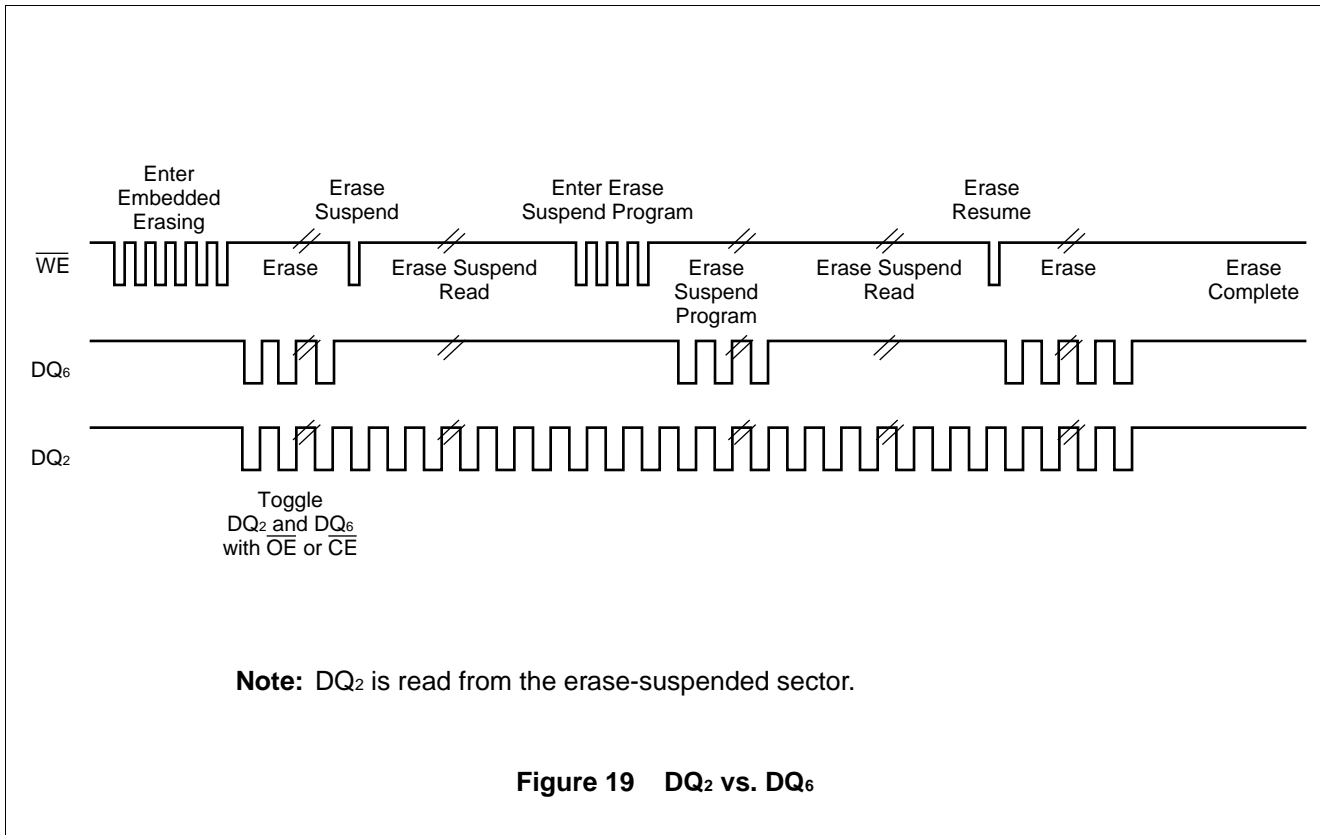 Enter
Embedded
Erasing
Erase
Suspend
Enter Erase
Suspend Program
Erase
Resume
WE
Erase
Erase Suspend
Read
Erase
Suspend
Program
Erase Suspend
Read
Erase
Erase
Complete
DQ6
DQ2
Toggle
DQ2 and DQ6
with OE or CE
Note: DQ2 is read from the erase-suspended sector.
Figure 19 DQ2 vs. DQ6